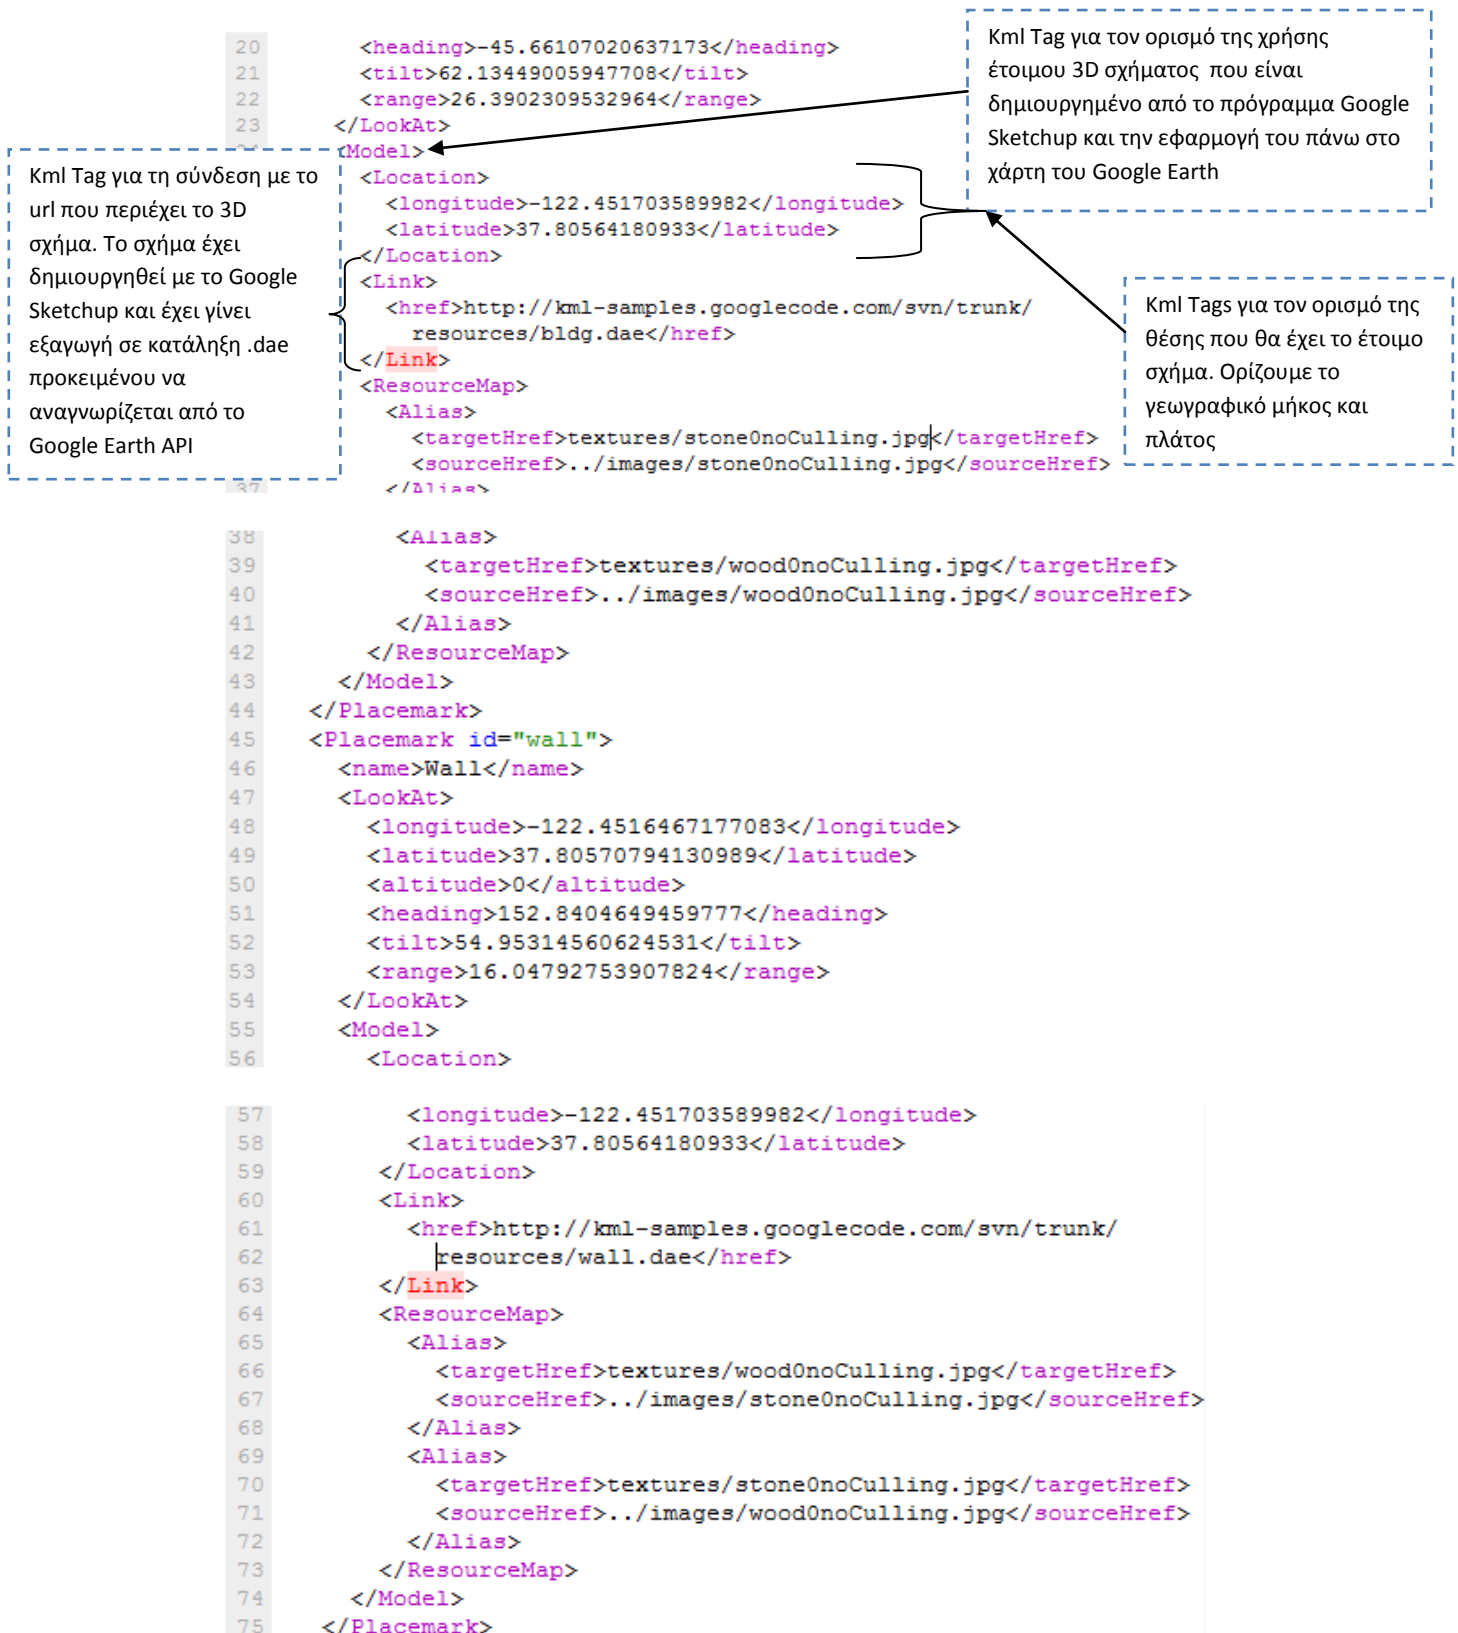 20 <heading>-45.66107020637173</heading>
21 <tilt>62.13449005947708</tilt>
22 <range>26.3902309532964</range>
23 </LookAt>
<Model>
<Location>
<longitude>-122.451703589982</longitude>
<latitude>37.80564180933</latitude>
</Location>
<Link>
<href>http://kml-samples.googlecode.com/svn/trunk/
resources/bldg.dae</href>
</Link>
<ResourceMap>
<Alias>
<targetHref>textures/stone0noCulling.jpg</targetHref>
<sourceHref>../images/stone0noCulling.jpg</sourceHref>
37 </Alias>
Kml Tag για τον ορισμό της χρήσης
έτοιμου 3D σχήματος που είναι
δημιουργημένο από το πρόγραμμα Google
Sketchup και την εφαρμογή του πάνω στο
χάρτη του Google Earth
Kml Tag για τη σύνδεση με το
url που περιέχει το 3D
σχήμα. Το σχήμα έχει
δημιουργηθεί με το Google
Sketchup και έχει γίνει
εξαγωγή σε κατάληξη .dae
προκειμένου να
αναγνωρίζεται από το
Google Earth API
Kml Tags για τον ορισμό της
θέσης που θα έχει το έτοιμο
σχήμα. Ορίζουμε το
γεωγραφικό μήκος και
πλάτος
38 <Alias>
39 <targetHref>textures/wood0noCulling.jpg</targetHref>
40 <sourceHref>../images/wood0noCulling.jpg</sourceHref>
41 </Alias>
42 </ResourceMap>
43 </Model>
44 </Placemark>
45 <Placemark id="wall">
46 <name>Wall</name>
47 <LookAt>
48 <longitude>-122.4516467177083</longitude>
49 <latitude>37.80570794130989</latitude>
50 <altitude>0</altitude>
51 <heading>152.8404649459777</heading>
52 <tilt>54.95314560624531</tilt>
53 <range>16.04792753907824</range>
54 </LookAt>
55 <Model>
56 <Location>
57 <longitude>-122.451703589982</longitude>
58 <latitude>37.80564180933</latitude>
59 </Location>
60 <Link>
61 <href>http://kml-samples.googlecode.com/svn/trunk/
62 resources/wall.dae</href>
63 </Link>
64 <ResourceMap>
65 <Alias>
66 <targetHref>textures/wood0noCulling.jpg</targetHref>
67 <sourceHref>../images/stone0noCulling.jpg</sourceHref>
68 </Alias>
69 <Alias>
70 <targetHref>textures/stone0noCulling.jpg</targetHref>
71 <sourceHref>../images/wood0noCulling.jpg</sourceHref>
72 </Alias>
73 </ResourceMap>
74 </Model>
75 </Placemark>